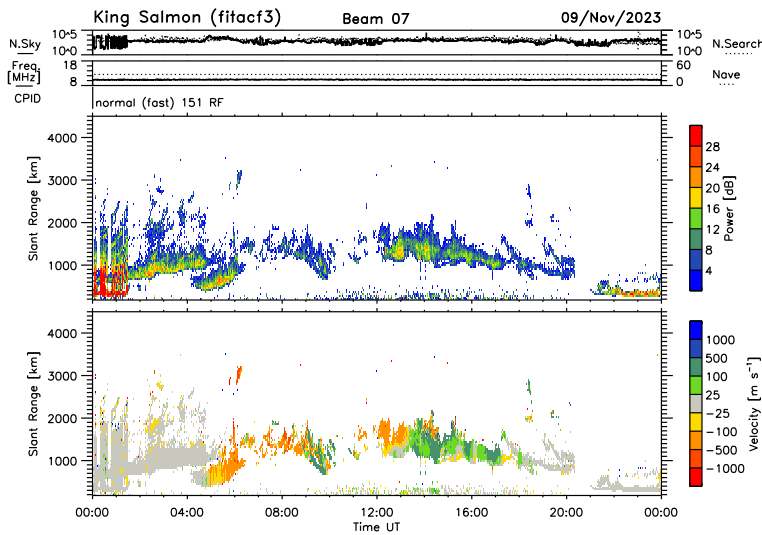 King Salmon (fitacf3) Beam 07 09/Nov/2023
N.Sky 10^5 10^0 10^5 10^0 N.Search
Freq. [MHz] 18 8 60 0 Nave
CPID normal (fast) 151 RF
Slant Range [km] 4000 3000 2000 1000
28 24 20 16 12 8 4 Power [dB]
Slant Range [km] 4000 3000 2000 1000
1000 500 100 25 -25 -100 -500 -1000 Velocity [m s^-1]
00:00 04:00 08:00 12:00 16:00 20:00 00:00
Time UT